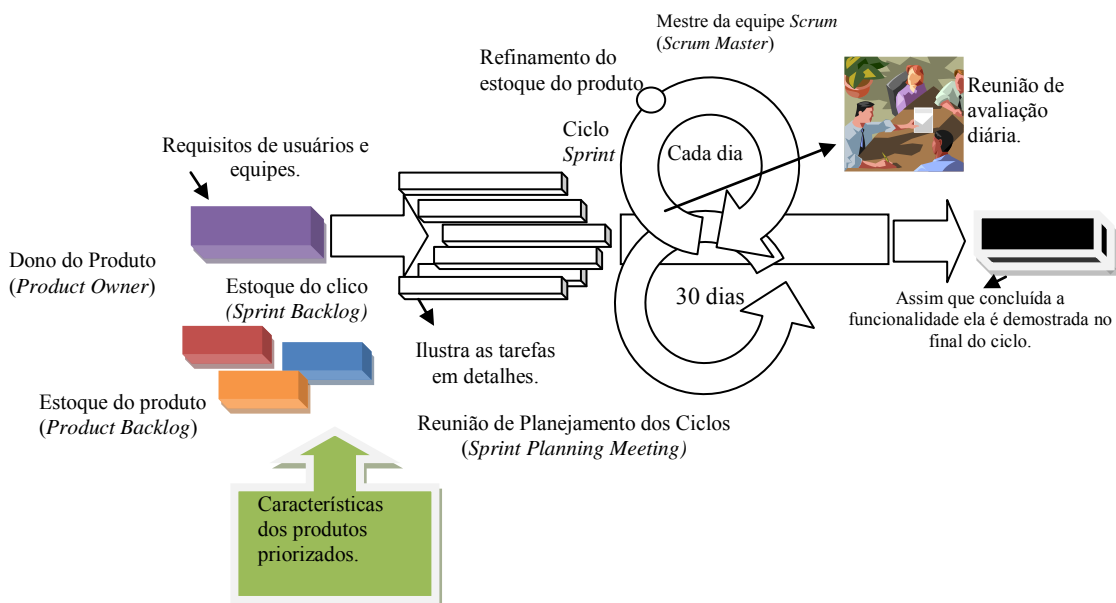 Mestre da equipe Scrum
(Scrum Master)
Refinamento do
estoque do produto
Reunião de
avaliação
diária.
Ciclo
Sprint
Cada dia
Requisitos de usuários e
equipes.
Dono do Produto
(Product Owner)
Estoque do clico
(Sprint Backlog)
30 dias
Assim que concluída a
funcionalidade ela é demostrada no
final do ciclo.
Ilustra as tarefas
em detalhes.
Estoque do produto
(Product Backlog)
Reunião de Planejamento dos Ciclos
(Sprint Planning Meeting)
Características
dos produtos
priorizados.